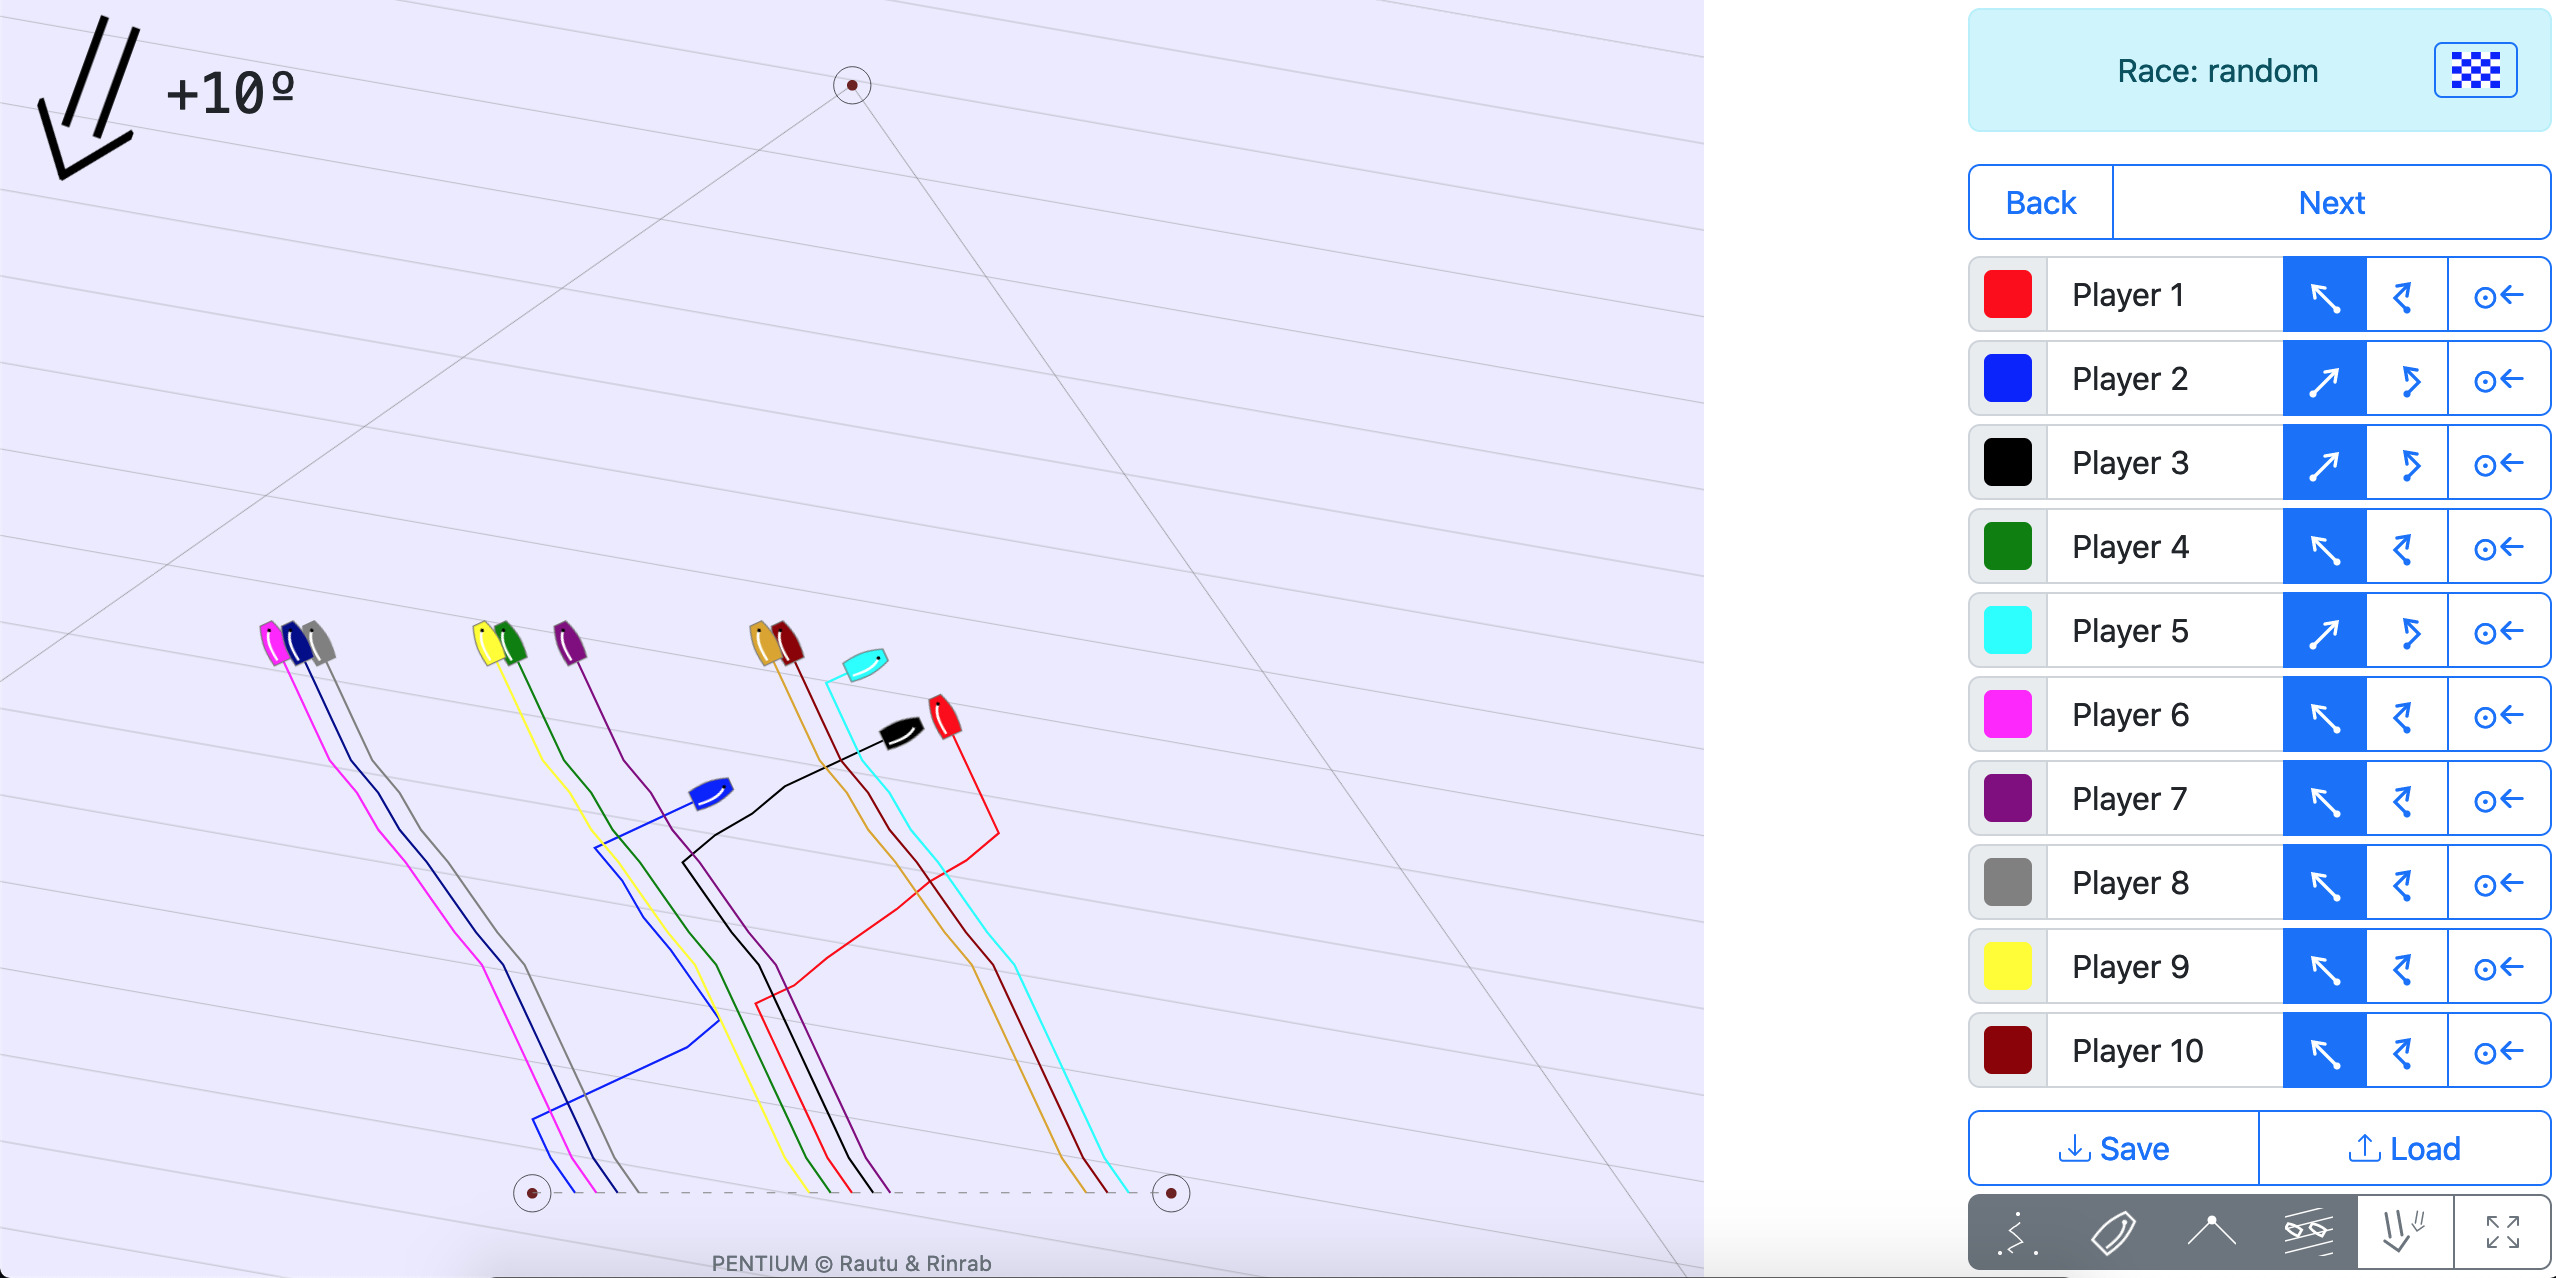 +10º
Race: random
Back
Next
Player 1
Player 2
Player 3
Player 4
Player 5
Player 6
Player 7
Player 8
Player 9
Player 10
Save
Load
PENTIUM © Rautu & Rinrab